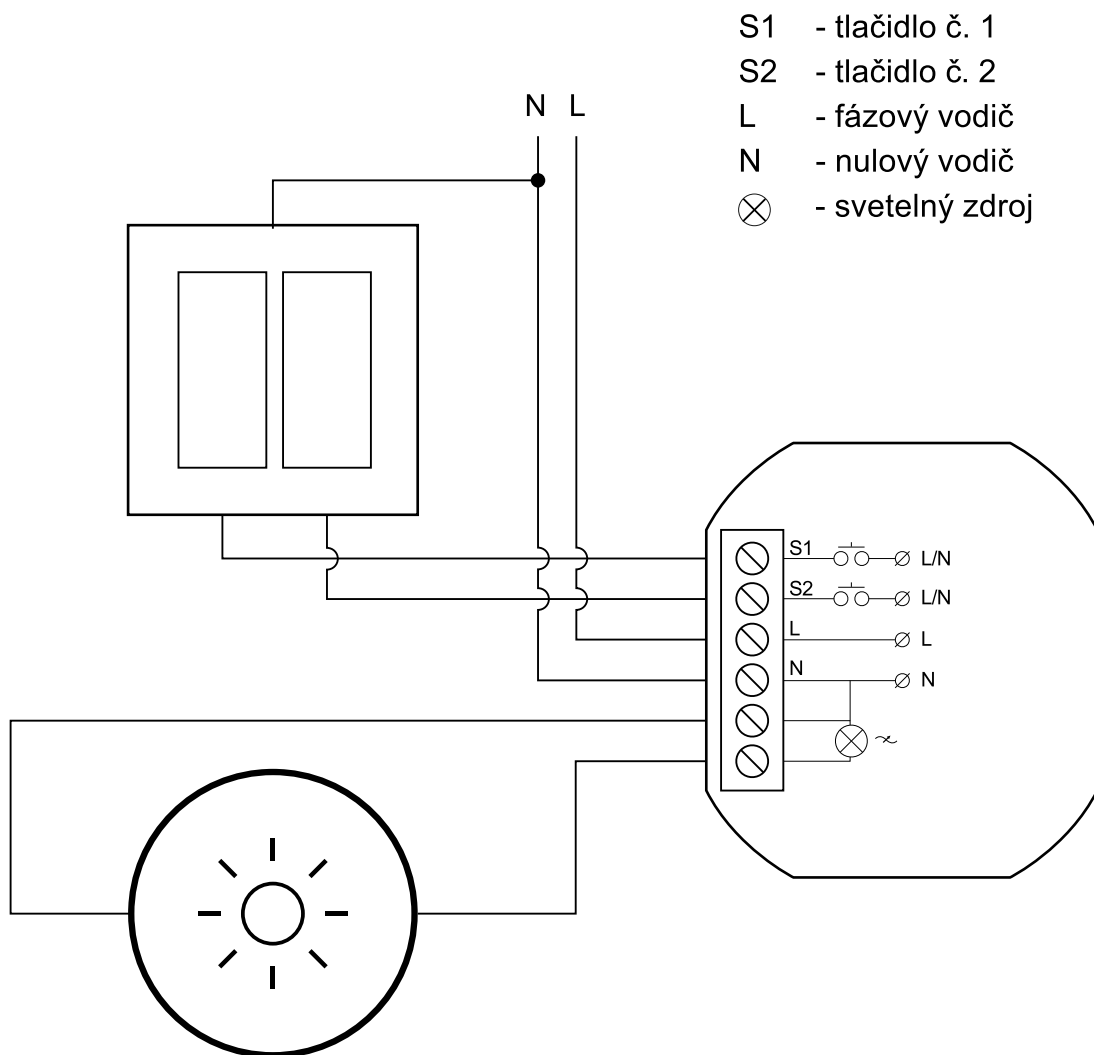 S1 - tlačidlo č. 1
S2 - tlačidlo č. 2
L - fázový vodič
N - nulový vodič
- svetelný zdroj
N L
S1 L/N
S2 L/N
L L
N N